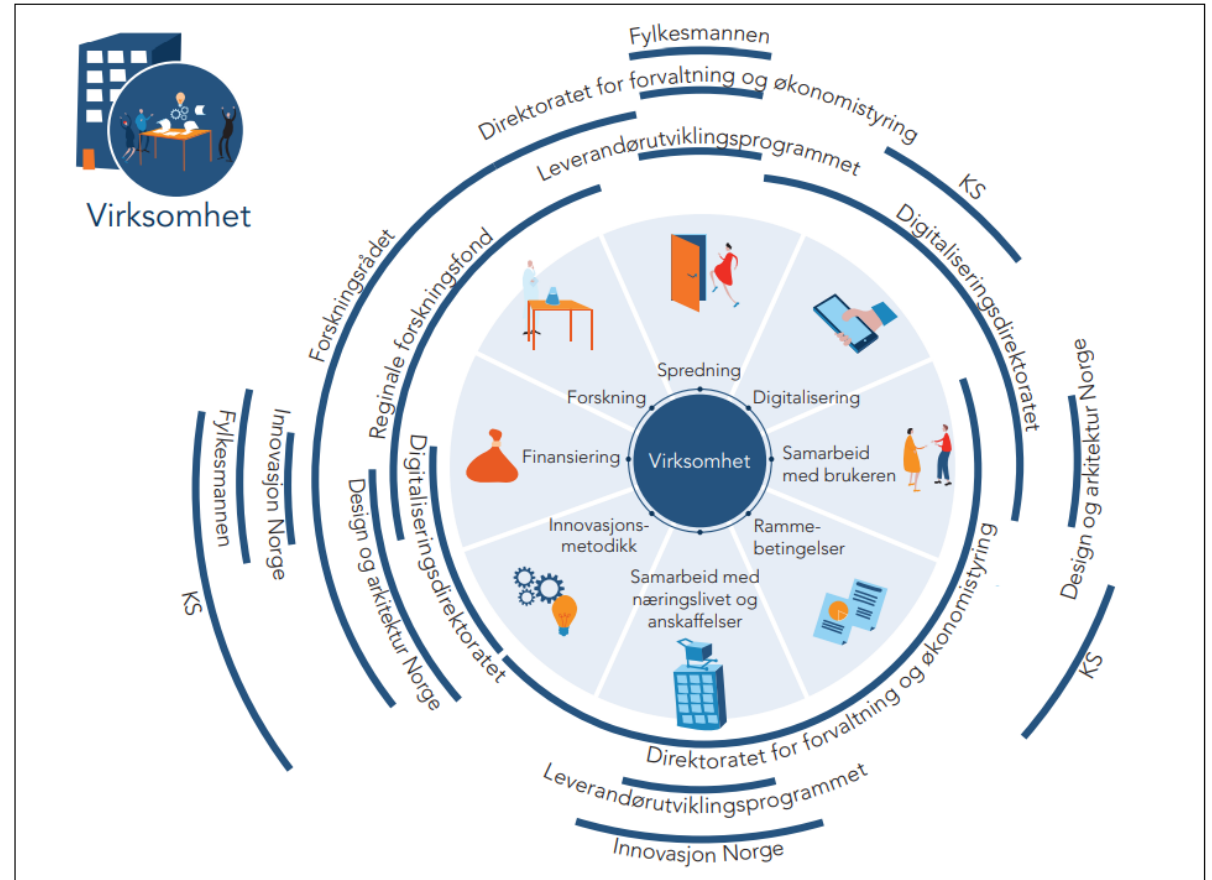 Virksomhet
Fylkesmannen
Direktoratet for forvaltning og økonomistyring
Leverandørutviklingsprogrammet
KS
Digitaliseringsdirektoratet
Forskningsrådet
Reginale forskningsfond
Design og arkitektur Norge
Innovasjon Norge
Fylkesmannen
KS
Design og arkitektur Norge
Digitaliseringsdirektoratet
Spredning
Forskning
Digitalisering
Finansiering
Virksomhet
Samarbeid
med brukeren
Innovasjons-
metodikk
Ramme-
betingelser
Samarbeid med
næringslivet og
anskaffelser
KS
Direktoratet for forvaltning og økonomistyring
Leverandørutviklingsprogrammet
Innovasjon Norge